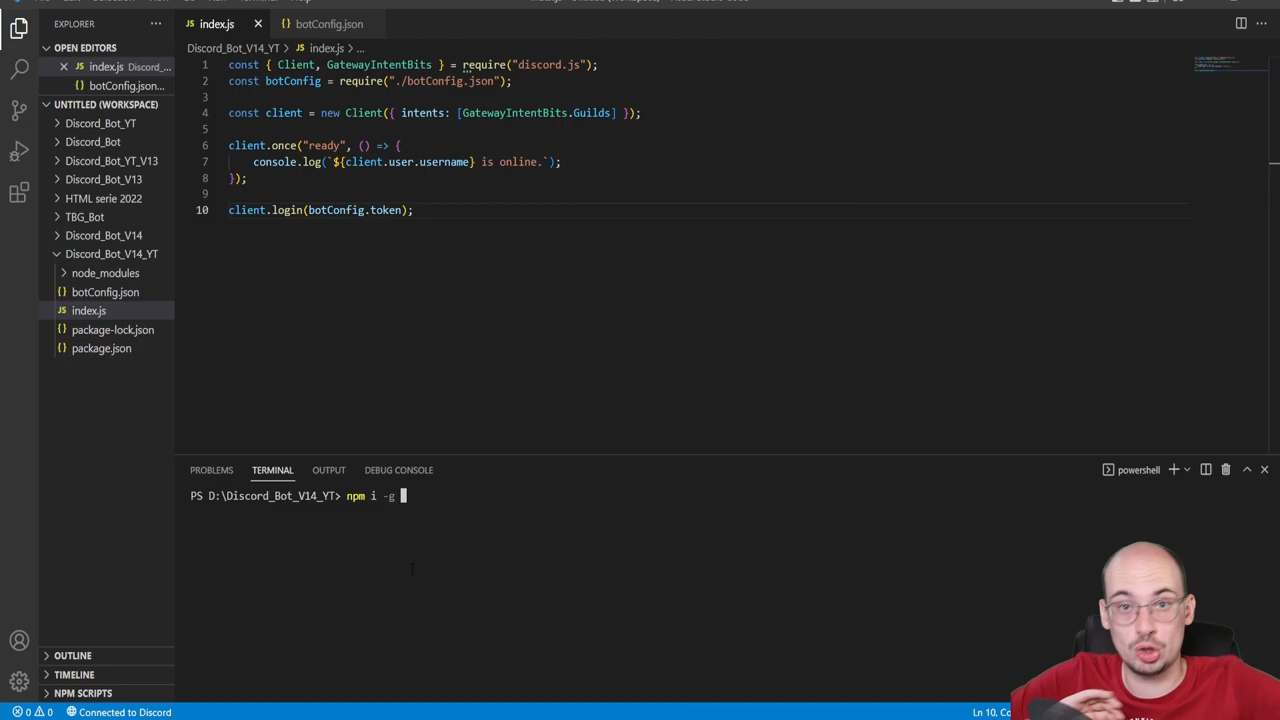 EXPLORER
OPEN EDITORS
index.js Discord_...
botConfig.json...
UNTITLED (WORKSPACE)
Discord_Bot_YT
Discord_Bot
Discord_Bot_YT_V13
Discord_Bot_V13
HTML serie 2022
TBG_Bot
Discord_Bot_V14
Discord_Bot_V14_YT
node_modules
{} botConfig.json
JS index.js
{} package-lock.json
{} package.json
OUTLINE
TIMELINE
NPM SCRIPTS
JS index.js
{} botConfig.json
Discord_Bot_V14_YT > JS index.js > ...
1 const { Client, GatewayIntentBits } = require("discord.js");
2 const botConfig = require("./botConfig.json");
3
4 const client = new Client({ intents: [GatewayIntentBits.Guilds] });
5
6 client.once("ready", () => {
7 console.log(`${client.user.username} is online.`);
8 });
9
10 client.login(botConfig.token);
PROBLEMS TERMINAL OUTPUT DEBUG CONSOLE
powershell
PS D:\Discord_Bot_V14_YT> npm i -g
0 0 Connected to Discord
Ln 10,